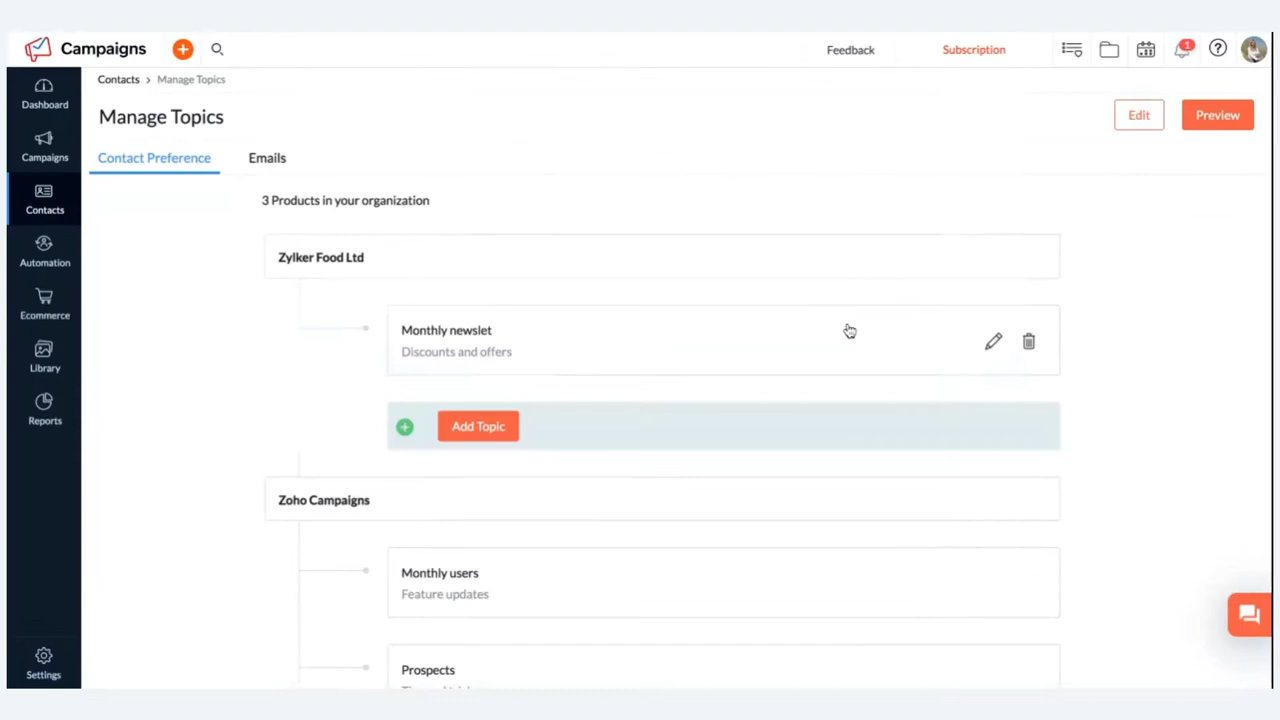 Campaigns
Feedback
Subscription
1
Dashboard
Campaigns
Contacts
Automation
Ecommerce
Library
Reports
Settings
Contacts > Manage Topics
Manage Topics
Edit
Preview
Contact Preference
Emails
3 Products in your organization
Zylker Food Ltd
Monthly newslet
Discounts and offers
Add Topic
Zoho Campaigns
Monthly users
Feature updates
Prospects